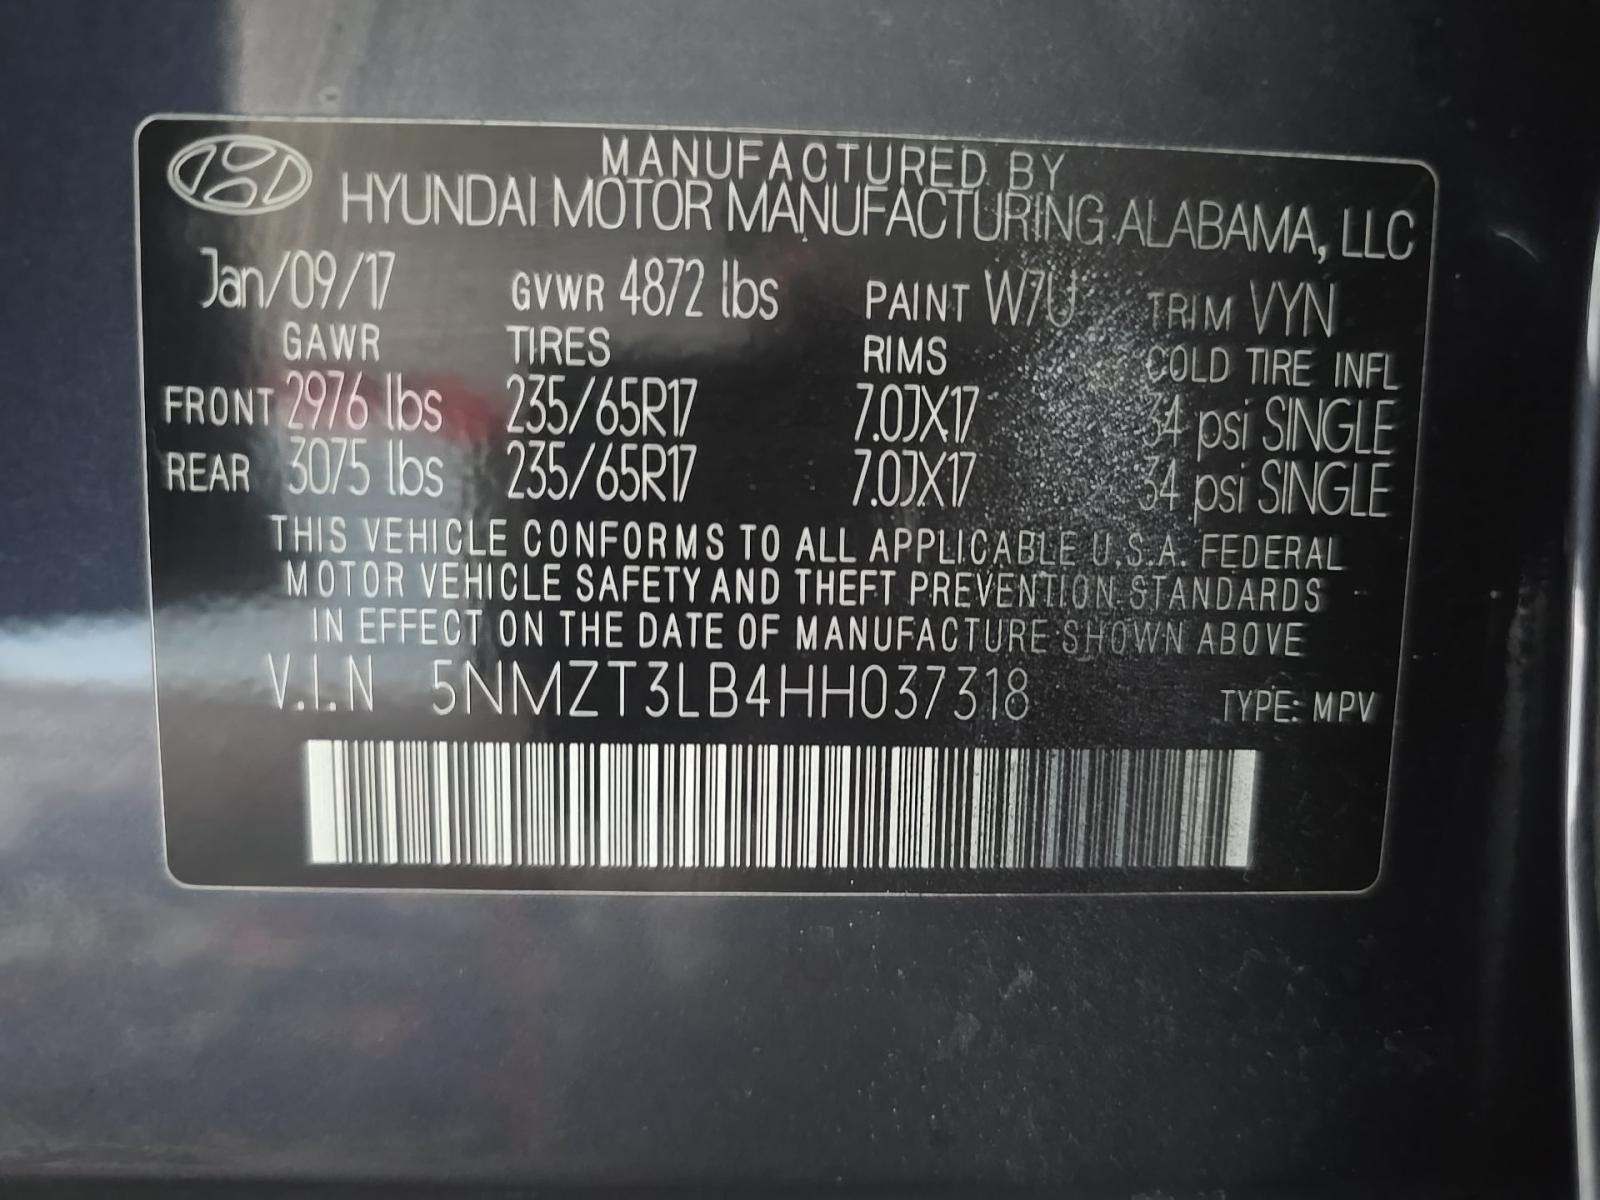 MANUFACTURED BY
HYUNDAI MOTOR MANUFACTURING ALABAMA, LLC
Jan/09/17 GVWR 4872 lbs PAINT W7U TRIM VYN
GAWR TIRES RIMS COLD TIRE INFL
FRONT 2976 lbs 235/65R17 7.0JX17 34 psi SINGLE
REAR 3075 lbs 235/65R17 7.0JX17 34 psi SINGLE
THIS VEHICLE CONFORMS TO ALL APPLICABLE U.S.A. FEDERAL
MOTOR VEHICLE SAFETY AND THEFT PREVENTION STANDARDS
IN EFFECT ON THE DATE OF MANUFACTURE SHOWN ABOVE
V.I.N 5NMZT3LB4HH037318 TYPE: MPV